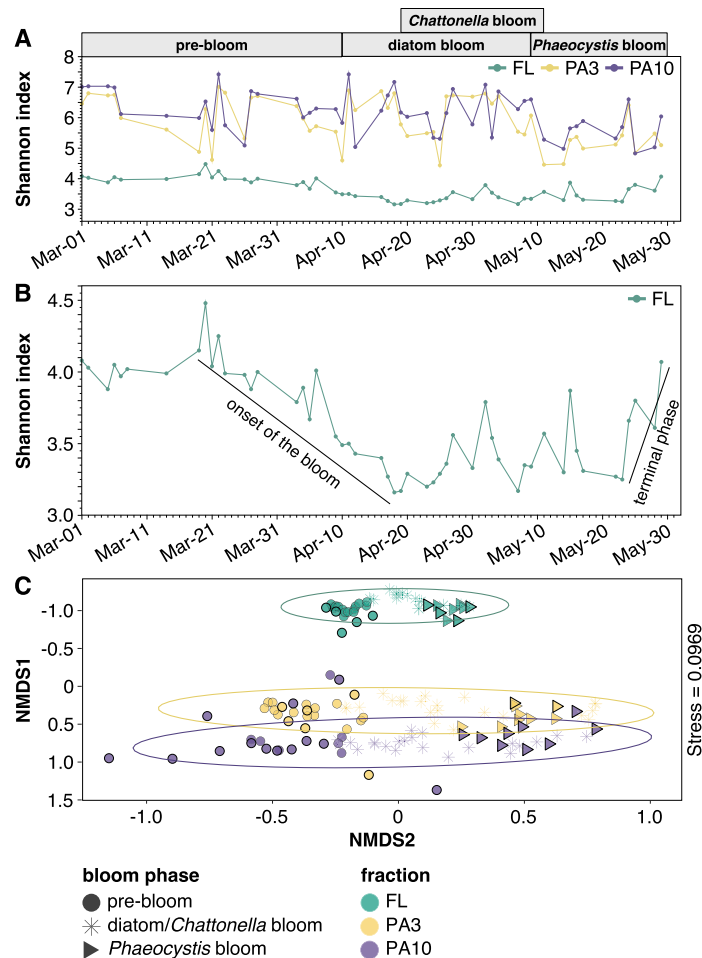 Chattonella bloom
A
pre-bloom diatom bloom Phaeocystis bloom
FL PA3 PA10
Shannon index
8
7
6
5
4
3
Mar-01 Mar-11 Mar-21 Mar-31 Apr-10 Apr-20 Apr-30 May-10 May-20 May-30
B
FL
Shannon index
4.5
4.0
3.5
3.0
onset of the bloom
terminal phase
Mar-01 Mar-11 Mar-21 Mar-31 Apr-10 Apr-20 Apr-30 May-10 May-20 May-30
C
NMDS1
-1.0
-0.5
0
0.5
1.0
1.5
-1.0 -0.5 0 0.5 1.0
NMDS2
Stress = 0.0969
bloom phase
pre-bloom
diatom/Chattonella bloom
Phaeocystis bloom
fraction
FL
PA3
PA10